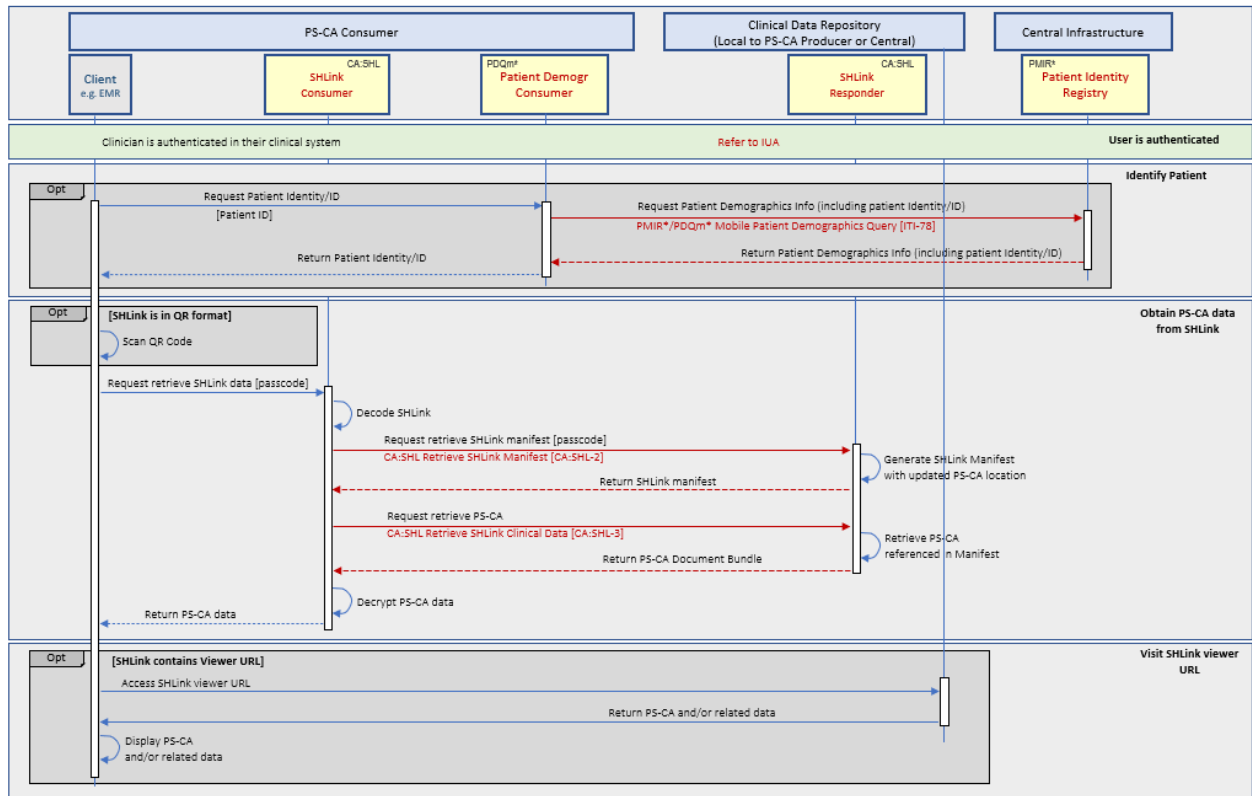 PS-CA Consumer
Clinical Data Repository
(Local to PS-CA Producer or Central)
Central Infrastructure
Client
e.g. EMR
CA:SHL
SHLink
Consumer
PDQm*
Patient Demogr
Consumer
CA:SHL
SHLink
Responder
PMIR*
Patient Identity
Registry
Clinician is authenticated in their clinical system
Refer to IUA
User is authenticated
Identify Patient
Opt
Request Patient Identity/ID
[Patient ID]
Request Patient Demographics Info (including patient Identity/ID)
PMIR*/PDQm* Mobile Patient Demographics Query [ITI-78]
Return Patient Demographics Info (including patient Identity/ID)
Return Patient Identity/ID
Obtain PS-CA data
from SHLink
Opt
[SHLink is in QR format]
Scan QR Code
Request retrieve SHLink data [passcode]
Decode SHLink
Request retrieve SHLink manifest [passcode]
CA:SHL Retrieve SHLink Manifest [CA:SHL-2]
Generate SHLink Manifest
with updated PS-CA location
Return SHLink manifest
Request retrieve PS-CA
CA:SHL Retrieve SHLink Clinical Data [CA:SHL-3]
Retrieve PS-CA
referenced in Manifest
Return PS-CA Document Bundle
Decrypt PS-CA data
Return PS-CA data
Visit SHLink viewer
URL
Opt
[SHLink contains Viewer URL]
Access SHLink viewer URL
Return PS-CA and/or related data
Display PS-CA
and/or related data